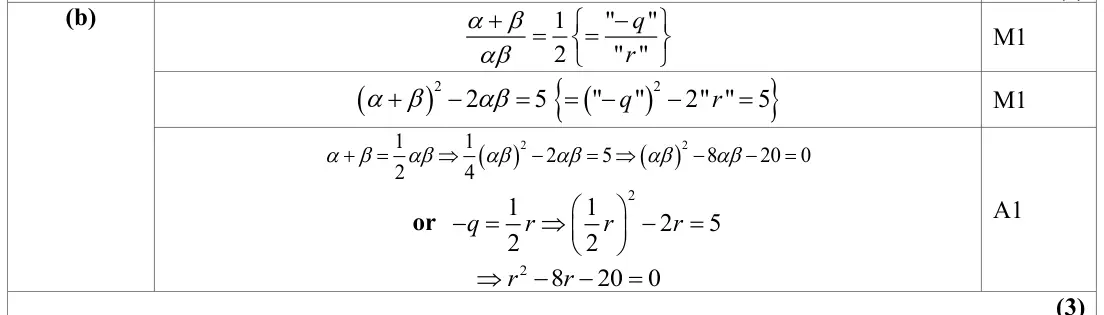 (b)
(α + β)/(αβ) = 1/2 { = "−q"/"r" } M1
(α + β)² − 2αβ = 5 { = ("−q")² − 2"r" = 5 } M1
α + β = 1/2 αβ ⇒ 1/4 (αβ)² − 2αβ = 5 ⇒ (αβ)² − 8αβ − 20 = 0
or −q = 1/2 r ⇒ (1/2 r)² − 2r = 5 A1
⇒ r² − 8r − 20 = 0
(3)